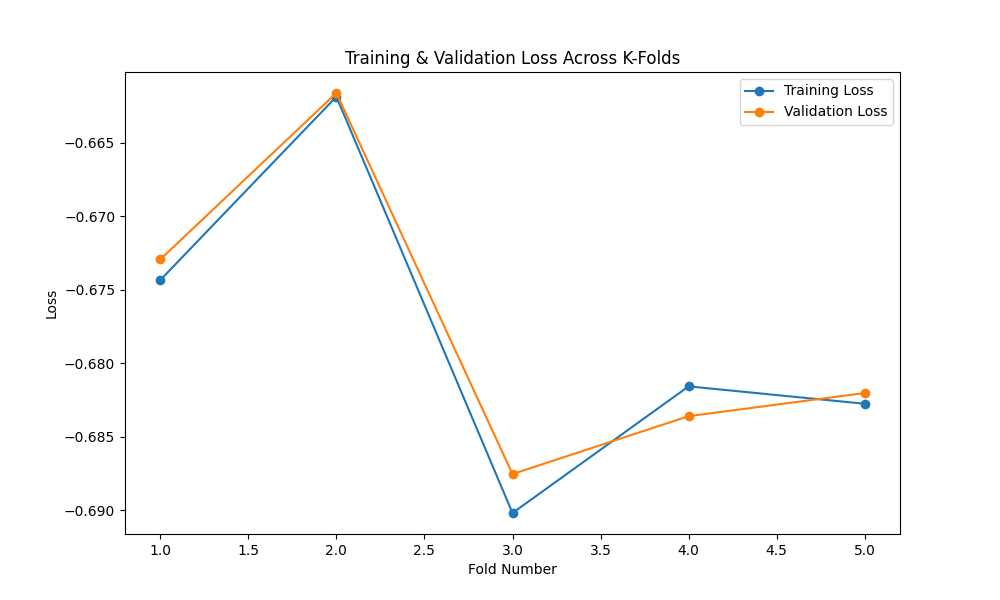 Training & Validation Loss Across K-Folds
Training Loss
Validation Loss
−0.665
−0.670
−0.675
−0.680
−0.685
−0.690
Loss
1.0 1.5 2.0 2.5 3.0 3.5 4.0 4.5 5.0
Fold Number